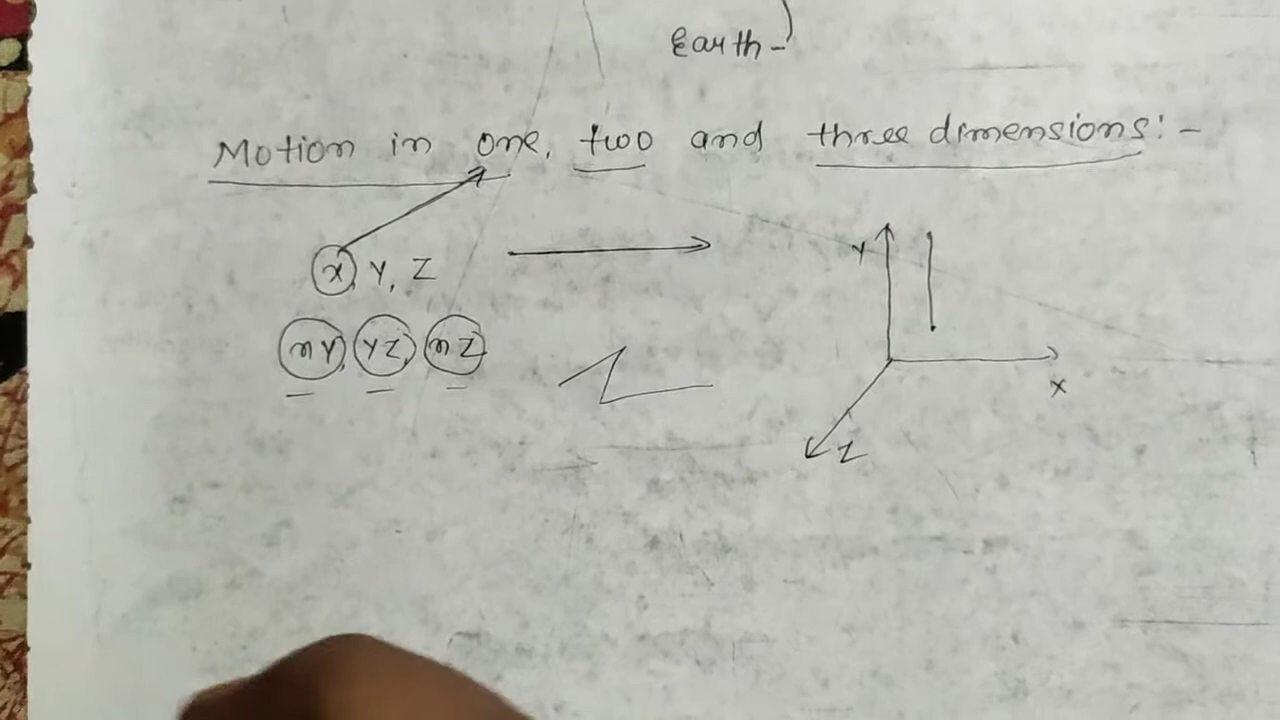 Earth -
Motion in one, two and three dimensions: -
x, Y, Z
xY, YZ, xZ
Y
X
Z